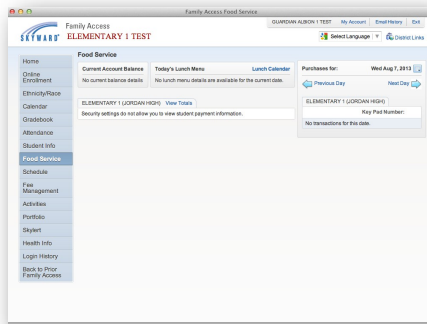 Family Access Food Service
Family Access
GUARDIAN ALBION 1 TEST My Account Email History Exit
SKYWARD® ELEMENTARY 1 TEST
Select Language ▼ District Links
Home
Online Enrollment
Ethnicity/Race
Calendar
Gradebook
Attendance
Student Info
Food Service
Schedule
Fee Management
Activities
Portfolio
Skylert
Health Info
Login History
Back to Prior Family Access
Food Service
Current Account Balance
No current balance details
Today's Lunch Menu Lunch Calendar
No lunch menu details are available for the current date.
ELEMENTARY 1 (JORDAN HIGH) View Totals
Security settings do not allow you to view student payment information.
Purchases for: Wed Aug 7, 2013
Previous Day Next Day
ELEMENTARY 1 (JORDAN HIGH)
Key Pad Number:
No transactions for this date.